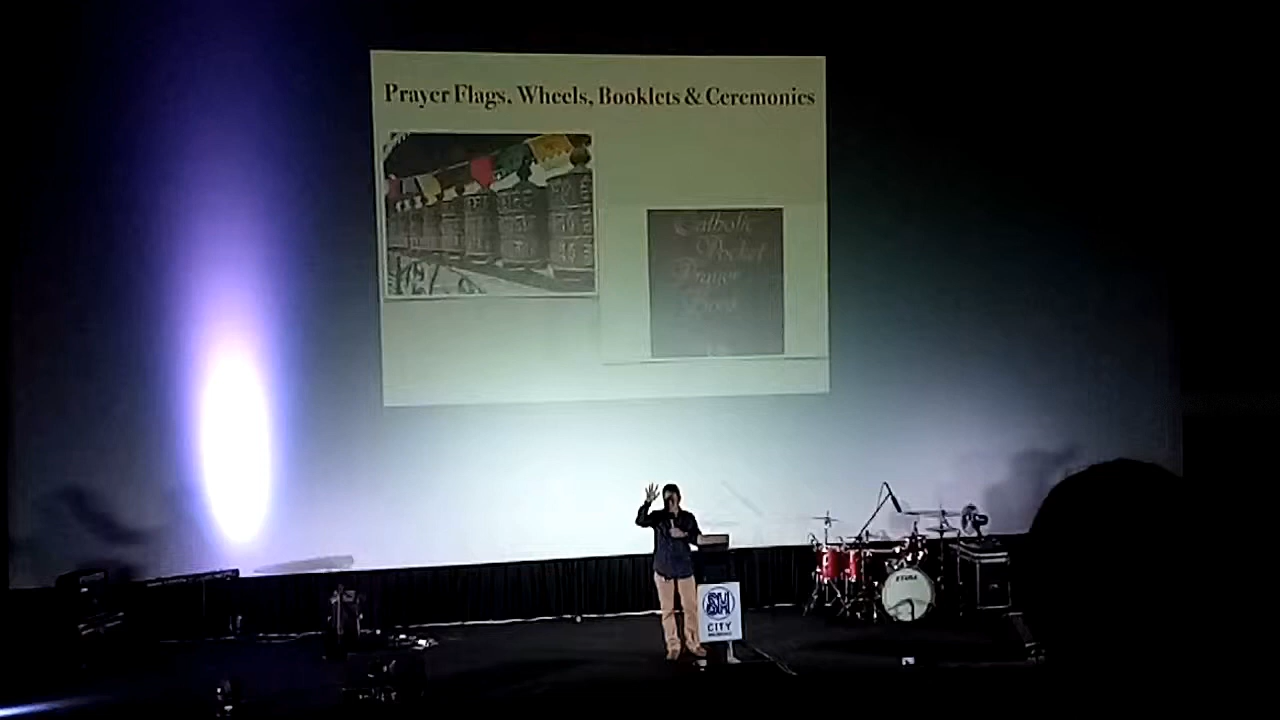 Prayer Flags, Wheels, Booklets & Ceremonies
Catholic
Pocket
Prayer
Book
SM
CITY
TAMA